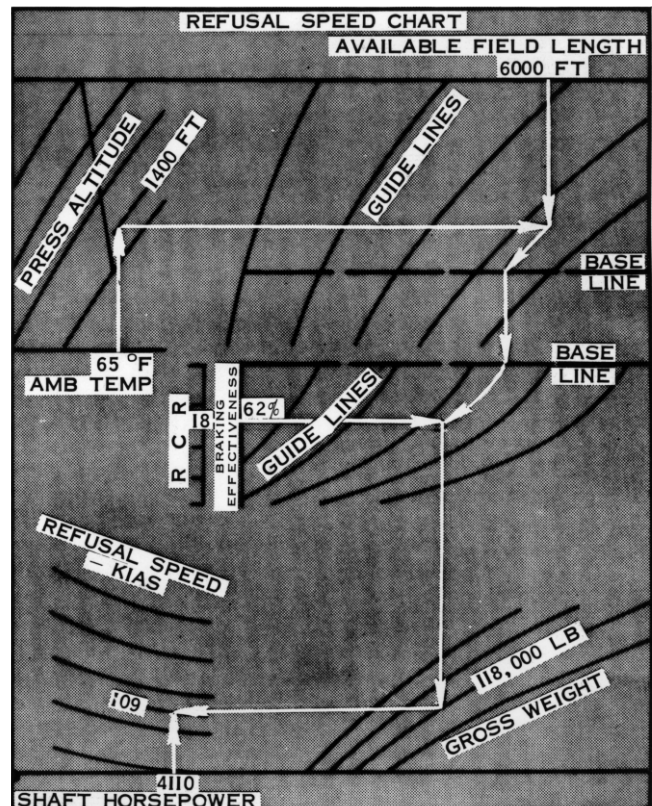 REFUSAL SPEED CHART
AVAILABLE FIELD LENGTH
6000 FT
PRESS ALTITUDE
1400 FT
GUIDE LINES
BASE
LINE
65 °F
AMB TEMP
BASE
LINE
R C R
18
BRAKING
EFFECTIVENESS
62%
GUIDE LINES
REFUSAL SPEED
– KIAS
109
118,000 LB
GROSS WEIGHT
4110
SHAFT HORSEPOWER